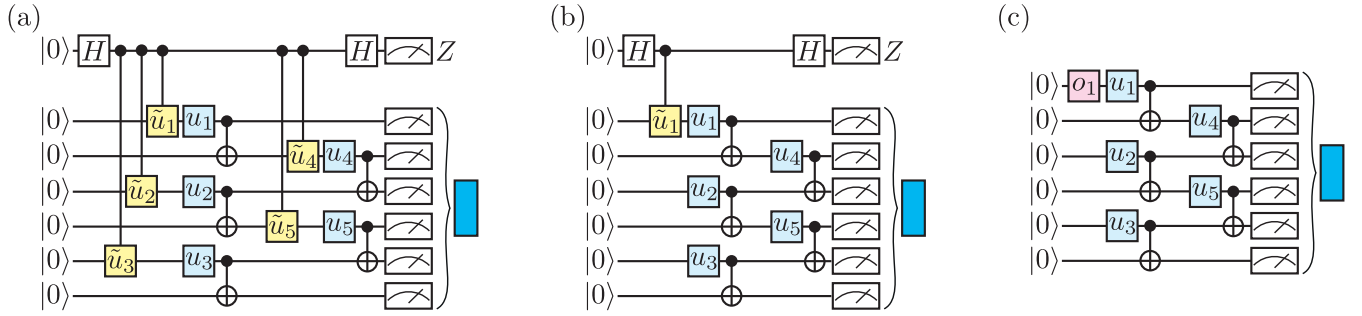 (a) (b) (c)
|0⟩ H H Z |0⟩ H H
|0⟩ o₁ u₁
|0⟩ ũ₁ u₁ |0⟩ ũ₁ u₁ |0⟩ u₄
|0⟩ ũ₄ u₄ |0⟩ u₄ |0⟩ u₂
|0⟩ ũ₂ u₂ |0⟩ u₂ |0⟩ u₅
|0⟩ ũ₅ u₅ |0⟩ u₅ |0⟩ u₃
|0⟩ ũ₃ u₃ |0⟩ u₃ |0⟩
|0⟩ |0⟩